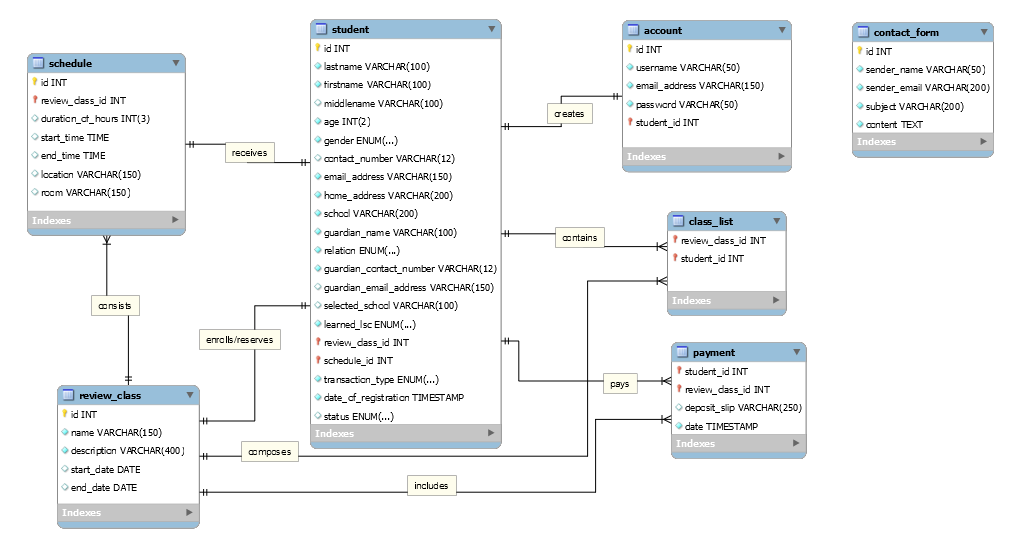 schedule
id INT
review_class_id INT
duration_of_hours INT(3)
start_time TIME
end_time TIME
location VARCHAR(150)
room VARCHAR(150)
Indexes
student
id INT
lastname VARCHAR(100)
firstname VARCHAR(100)
middlename VARCHAR(100)
age INT(2)
gender ENUM(...)
contact_number VARCHAR(12)
email_address VARCHAR(150)
home_address VARCHAR(200)
school VARCHAR(200)
guardian_name VARCHAR(100)
relation ENUM(...)
guardian_contact_number VARCHAR(12)
guardian_email_address VARCHAR(150)
selected_school VARCHAR(100)
learned_lsc ENUM(...)
review_class_id INT
schedule_id INT
transaction_type ENUM(...)
date_of_registration TIMESTAMP
status ENUM(...)
Indexes
account
id INT
username VARCHAR(50)
email_address VARCHAR(150)
password VARCHAR(50)
student_id INT
Indexes
contact_form
id INT
sender_name VARCHAR(50)
sender_email VARCHAR(200)
subject VARCHAR(200)
content TEXT
Indexes
receives
creates
contains
class_list
review_class_id INT
student_id INT
Indexes
consists
enrolls/reserves
pays
payment
student_id INT
review_class_id INT
deposit_slip VARCHAR(250)
date TIMESTAMP
Indexes
review_class
id INT
name VARCHAR(150)
description VARCHAR(400)
start_date DATE
end_date DATE
Indexes
composes
includes